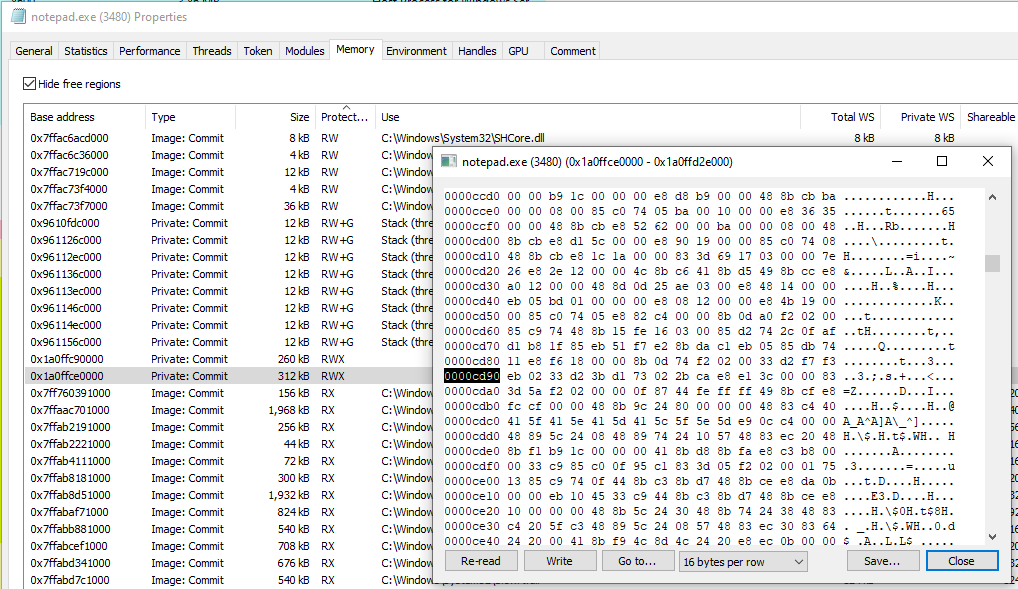 notepad.exe (3480) Properties
General Statistics Performance Threads Token Modules Memory Environment Handles GPU Comment
Hide free regions
Base address Type Size Protect... Use Total WS Private WS Shareable
0x7ffac6acd000 Image: Commit 8 kB RW C:\Windows\System32\SHCore.dll 8 kB 8 kB
0x7ffac6c36000 Image: Commit 4 kB RW C:\Window
0x7ffac719c000 Image: Commit 12 kB RW C:\Window
0x7ffac73f4000 Image: Commit 4 kB RW C:\Window
0x7ffac73f7000 Image: Commit 36 kB RW C:\Window
0x9610fdc000 Private: Commit 12 kB RW+G Stack (thre
0x961126c000 Private: Commit 12 kB RW+G Stack (thre
0x96112ec000 Private: Commit 12 kB RW+G Stack (thre
0x961136c000 Private: Commit 12 kB RW+G Stack (thre
0x96113ec000 Private: Commit 12 kB RW+G Stack (thre
0x961146c000 Private: Commit 12 kB RW+G Stack (thre
0x96114ec000 Private: Commit 12 kB RW+G Stack (thre
0x961156c000 Private: Commit 12 kB RW+G Stack (thre
0x1a0ffc90000 Private: Commit 260 kB RWX
0x1a0ffce0000 Private: Commit 312 kB RWX
0x7ff760391000 Image: Commit 156 kB RX C:\Window
0x7ffaac701000 Image: Commit 1,968 kB RX C:\Window
0x7ffab2191000 Image: Commit 256 kB RX C:\Window
0x7ffab2221000 Image: Commit 44 kB RX C:\Window
0x7ffab4111000 Image: Commit 72 kB RX C:\Window
0x7ffab8181000 Image: Commit 300 kB RX C:\Window
0x7ffab8d51000 Image: Commit 1,932 kB RX C:\Window
0x7ffabaf71000 Image: Commit 824 kB RX C:\Window
0x7ffabb881000 Image: Commit 540 kB RX C:\Window
0x7ffabcef1000 Image: Commit 708 kB RX C:\Window
0x7ffabd341000 Image: Commit 676 kB RX C:\Window
0x7ffabd7c1000 Image: Commit 540 kB RX
notepad.exe (3480) (0x1a0ffce0000 - 0x1a0ffd2e000)
0000ccd0 00 00 b9 1c 00 00 00 e8 d8 b9 00 00 48 8b cb ba ............H...
0000cce0 00 00 08 00 85 c0 74 05 ba 00 10 00 00 e8 36 35 ......t.......65
0000ccf0 00 00 48 8b cb e8 52 62 00 00 ba 00 00 08 00 48 ..H...Rb.......H
0000cd00 8b cb e8 d1 5c 00 00 e8 90 19 00 00 85 c0 74 08 ....\.........t.
0000cd10 48 8b cb e8 1c 1a 00 00 83 3d 69 17 03 00 00 7e H........=i....~
0000cd20 26 e8 2e 12 00 00 4c 8b c6 41 8b d5 49 8b cc e8 &.....L..A..I...
0000cd30 a0 12 00 00 48 8d 0d 25 ae 03 00 e8 48 14 00 00 ....H..%....H...
0000cd40 eb 05 bd 01 00 00 00 e8 08 12 00 00 e8 4b 19 00 .............K..
0000cd50 00 85 c0 74 05 e8 82 c4 00 00 8b 0d a0 f2 02 00 ...t............
0000cd60 85 c9 74 48 8b 15 fe 16 03 00 85 d2 74 2c 0f af ..tH........t,..
0000cd70 d1 b8 1f 85 eb 51 f7 e2 8b da c1 eb 05 85 db 74 .....Q.........t
0000cd80 11 e8 f6 18 00 00 8b 0d 74 f2 02 00 33 d2 f7 f3 ........t...3...
0000cd90 eb 02 33 d2 3b d1 73 02 2b ca e8 e1 3c 00 00 83 ..3.;.s.+...<...
0000cda0 3d 5a f2 02 00 00 0f 87 44 fe ff ff 49 8b cf e8 =Z......D...I...
0000cdb0 fc cf 00 00 48 8b 9c 24 80 00 00 00 48 83 c4 40 ....H..$....H..@
0000cdc0 41 5f 41 5e 41 5d 41 5c 5f 5e 5d e9 0c c4 00 00 A_A^A]A\_^].....
0000cdd0 48 89 5c 24 08 48 89 74 24 10 57 48 83 ec 20 48 H.\$.H.t$.WH.. H
0000cde0 8b f1 b9 1c 00 00 00 41 8b d8 8b fa e8 c3 b8 00 .......A........
0000cdf0 00 33 c9 85 c0 0f 95 c1 83 3d 05 f2 02 00 01 75 .3.......=.....u
0000ce00 13 85 c9 74 0f 44 8b c3 8b d7 48 8b ce e8 da 0b ...t.D....H.....
0000ce10 00 00 eb 10 45 33 c9 44 8b c3 8b d7 48 8b ce e8 ....E3.D....H...
0000ce20 10 00 00 00 48 8b 5c 24 30 48 8b 74 24 38 48 83 ....H.\$0H.t$8H.
0000ce30 c4 20 5f c3 48 89 5c 24 08 57 48 83 ec 30 83 64 . _.H.\$.WH..0.d
0000ce40 24 20 00 41 8b f9 4c 8d 4c 24 20 e8 ec 0b 00 00 $ .A..L.L$ .....
Re-read Write Go to... 16 bytes per row Save... Close